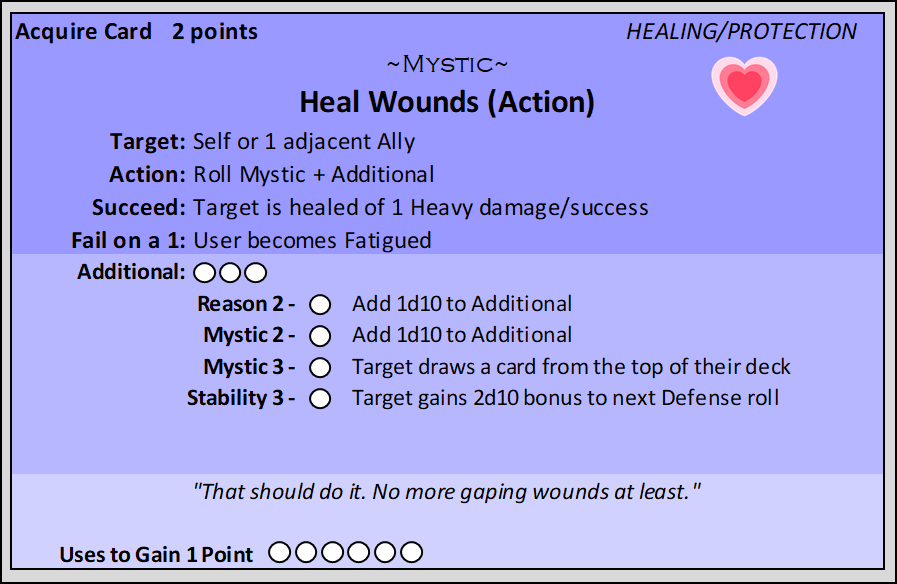 Acquire Card 2 points HEALING/PROTECTION
~Mystic~
Heal Wounds (Action)
Target: Self or 1 adjacent Ally
Action: Roll Mystic + Additional
Succeed: Target is healed of 1 Heavy damage/success
Fail on a 1: User becomes Fatigued
Additional:
Reason 2 - Add 1d10 to Additional
Mystic 2 - Add 1d10 to Additional
Mystic 3 - Target draws a card from the top of their deck
Stability 3 - Target gains 2d10 bonus to next Defense roll
"That should do it. No more gaping wounds at least."
Uses to Gain 1 Point